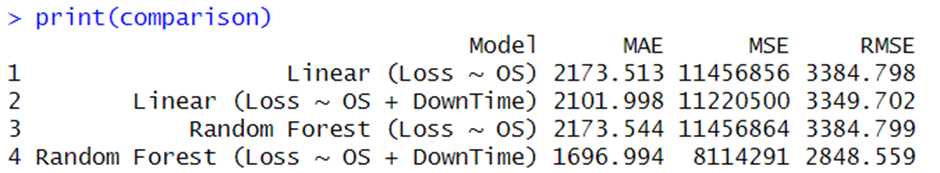 > print(comparison)
Model MAE MSE RMSE
1 Linear (Loss ~ OS) 2173.513 11456856 3384.798
2 Linear (Loss ~ OS + DownTime) 2101.998 11220500 3349.702
3 Random Forest (Loss ~ OS) 2173.544 11456864 3384.799
4 Random Forest (Loss ~ OS + DownTime) 1696.994 8114291 2848.559